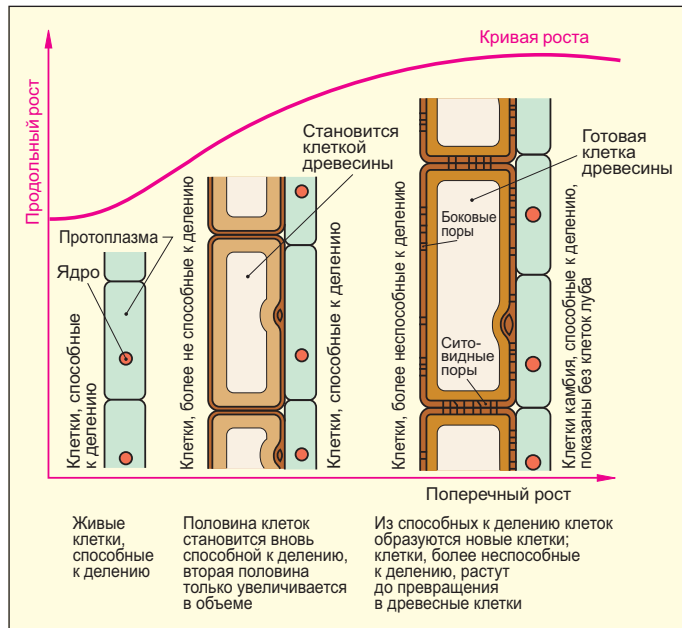 Кривая роста
Продольный рост
Становится
клеткой
древесины
Готовая
клетка
древесины
Протоплазма
Ядро
Боковые
поры
Сито-
видные
поры
Клетки, способные
к делению
Клетки, более не способные к делению
Клетки, способные к делению
Клетки, более неспособные к делению
Клетки камбия, способные к делению,
показаны без клеток луба
Поперечный рост
Живые
клетки,
способные
к делению
Половина клеток
становится вновь
способной к делению,
вторая половина
только увеличивается
в объеме
Из способных к делению клеток
образуются новые клетки;
клетки, более неспособные
к делению, растут
до превращения
в древесные клетки